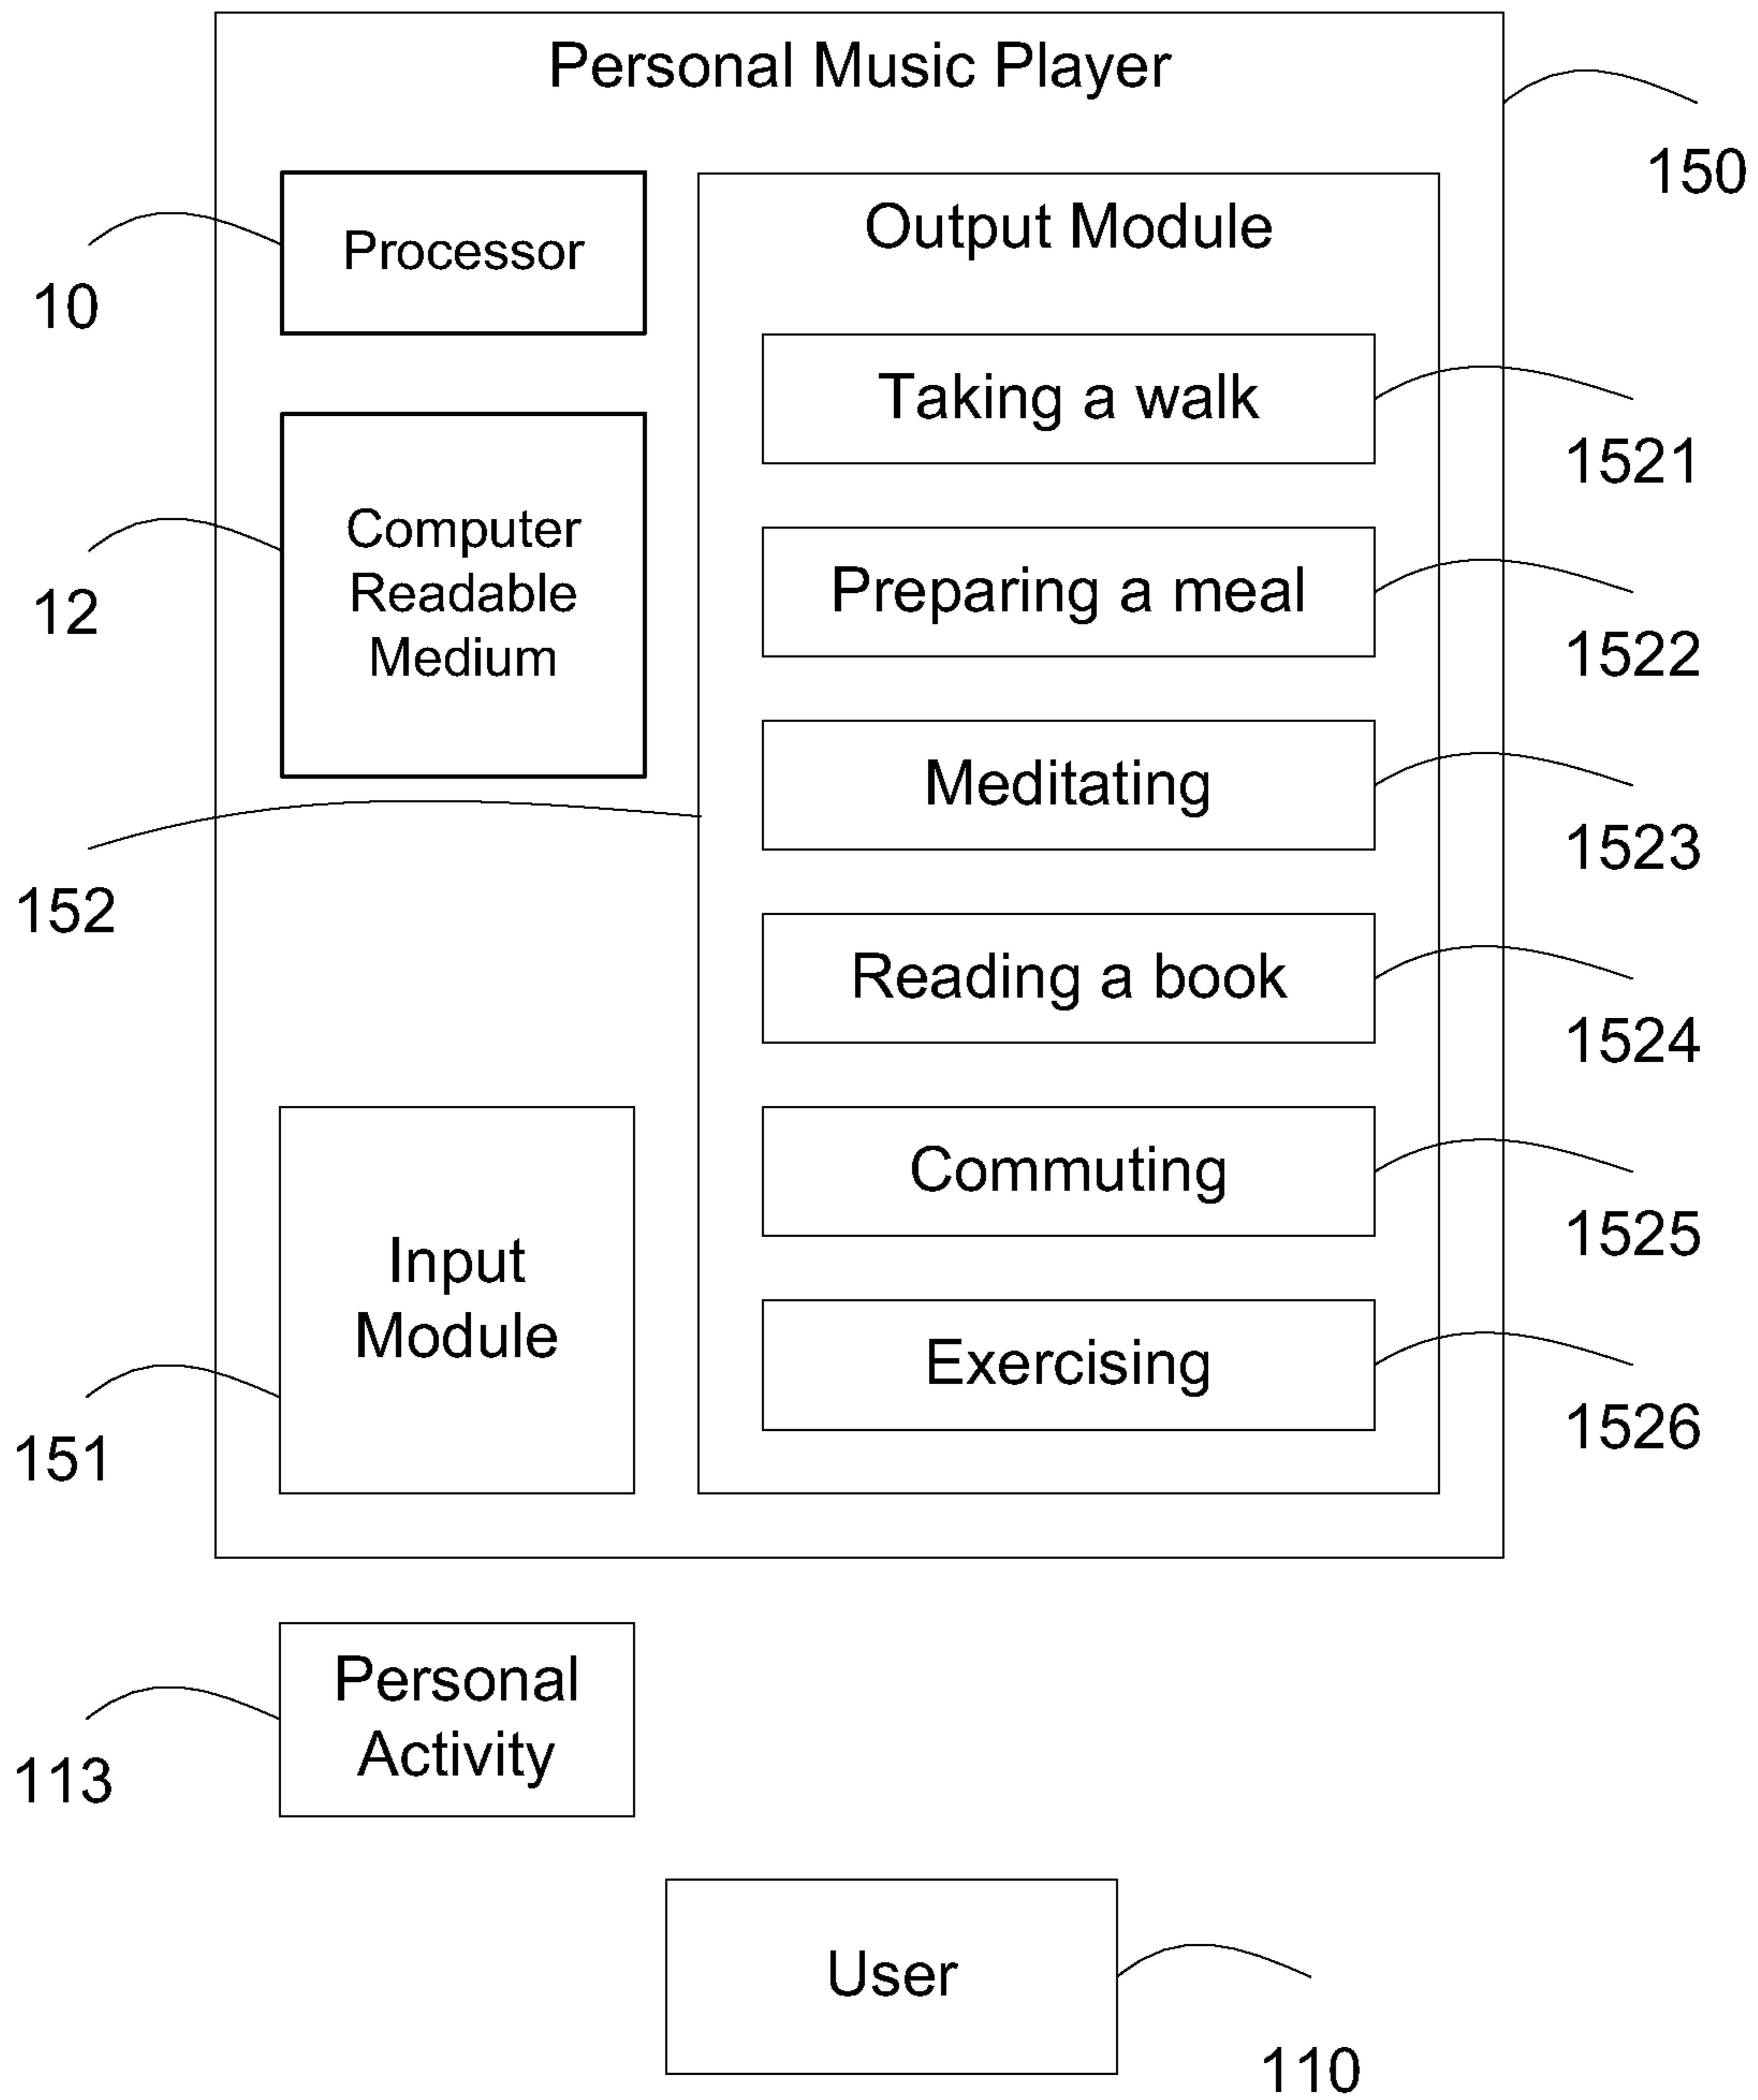 Personal Music Player
150
Processor
10
Output Module
Taking a walk
1521
Computer
Readable
Medium
12
Preparing a meal
1522
Meditating
1523
152
Reading a book
1524
Commuting
1525
Input
Module
151
Exercising
1526
Personal
Activity
113
User
110